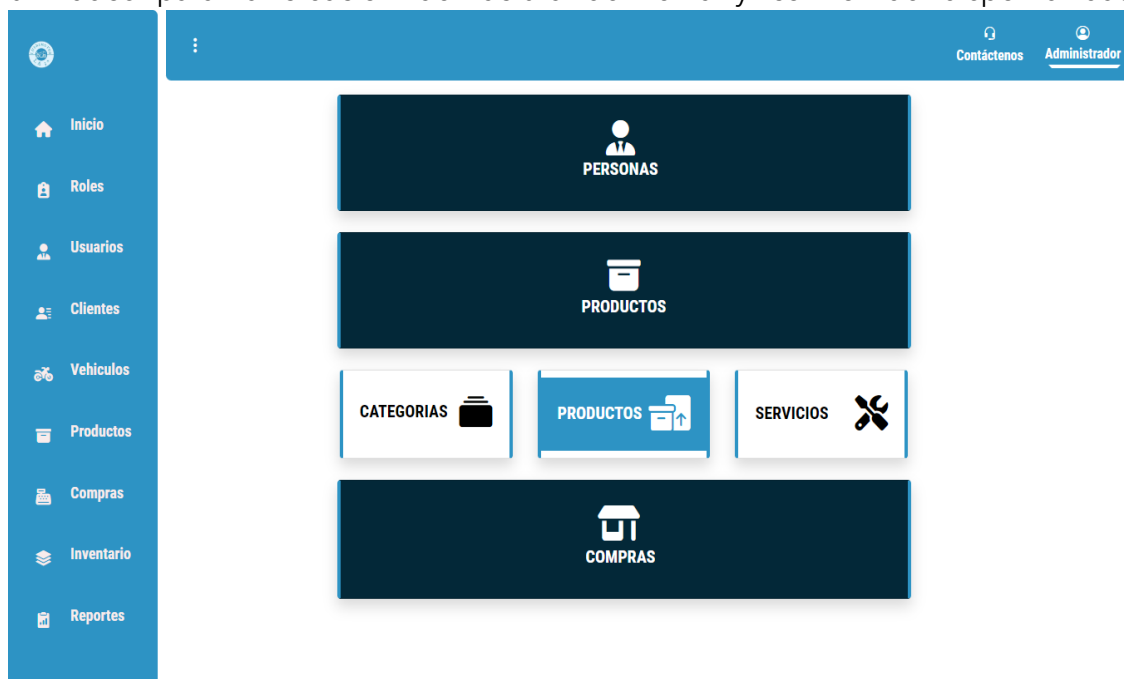 Contáctenos
Administrador
Inicio
Roles
Usuarios
Clientes
Vehiculos
Productos
Compras
Inventario
Reportes
PERSONAS
PRODUCTOS
CATEGORIAS
PRODUCTOS
SERVICIOS
COMPRAS